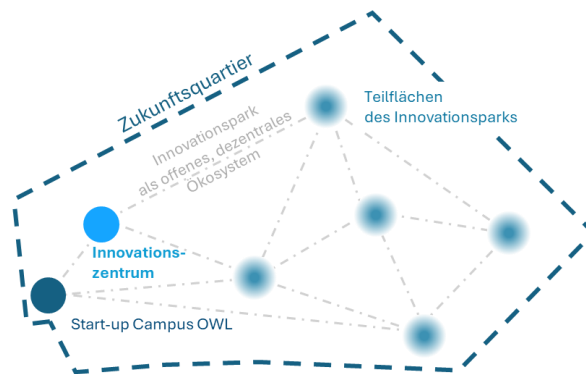 Zukunftsquartier
Innovationspark
als offenes, dezentrales
Ökosystem
Teilflächen
des Innovationsparks
Innovations-
zentrum
Start-up Campus OWL